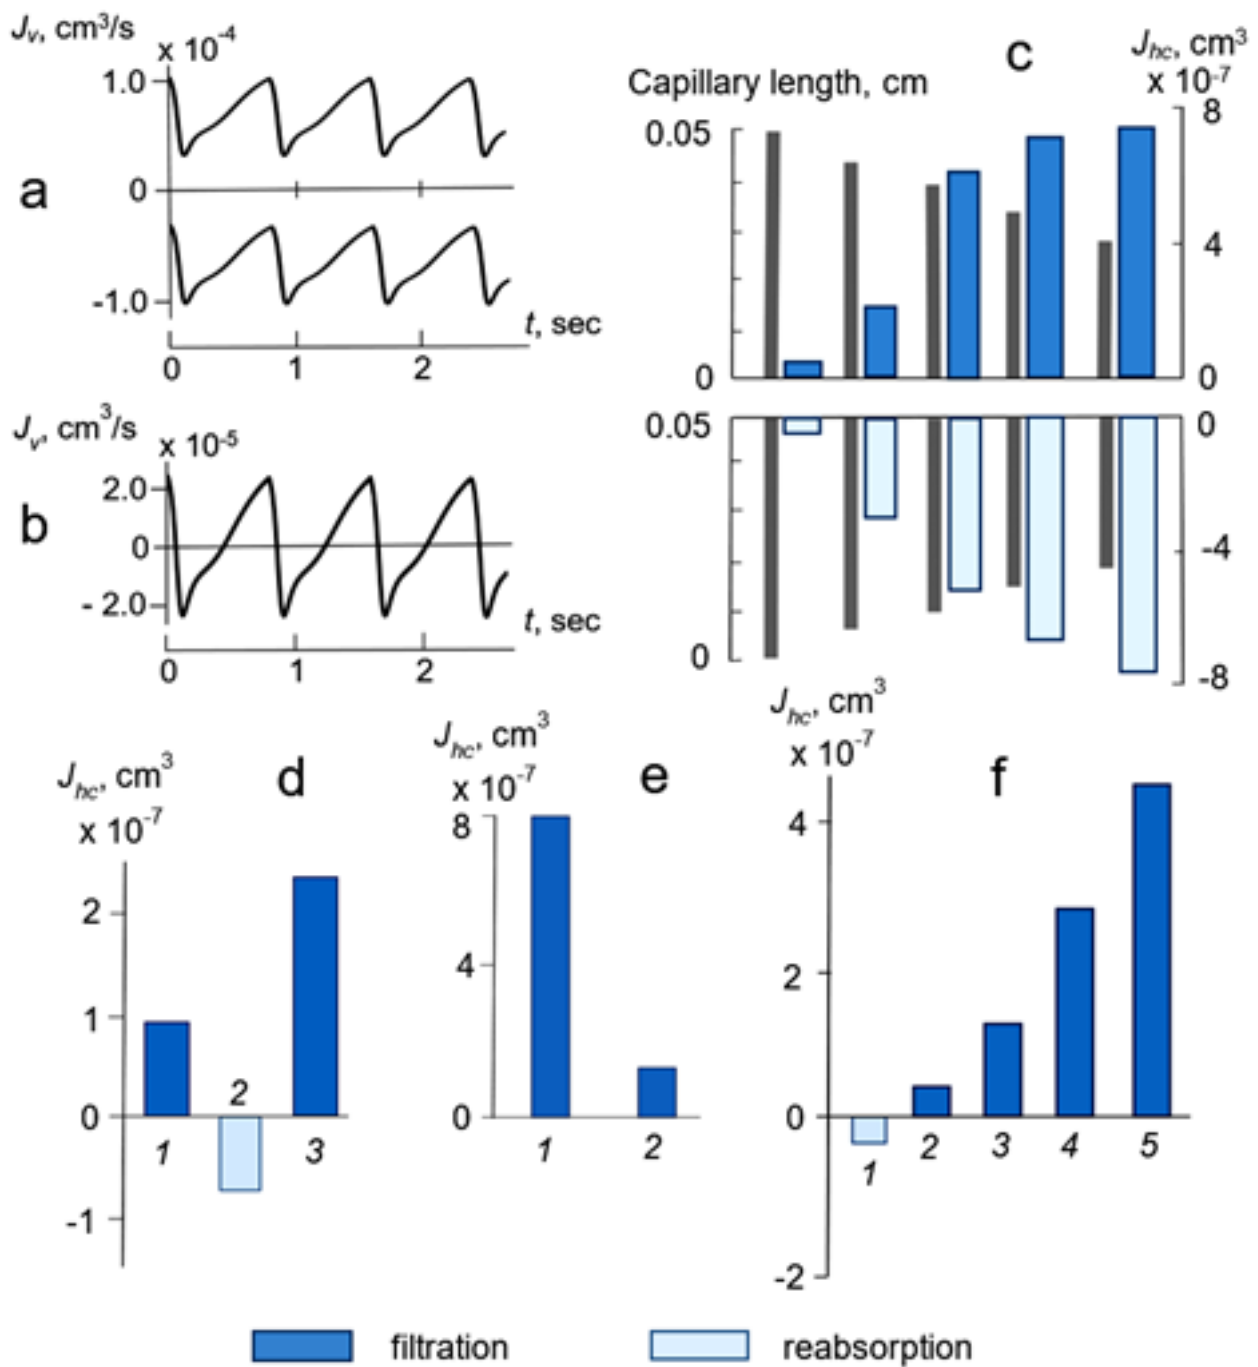 Jv, cm³/s
x 10⁻⁴
1.0
a
0
-1.0
t, sec
0 1 2
Jv, cm³/s
x 10⁻⁵
2.0
b
0
- 2.0
t, sec
0 1 2
c
Capillary length, cm
Jhc, cm³
x 10⁻⁷
0.05
8
4
0
0
0.05
0
-4
0
-8
d
Jhc, cm³
x 10⁻⁷
2
1
2
0
1 3
-1
e
Jhc, cm³
x 10⁻⁷
8
4
0
1 2
f
Jhc, cm³
x 10⁻⁷
4
2
0
1 2 3 4 5
-2
filtration reabsorption